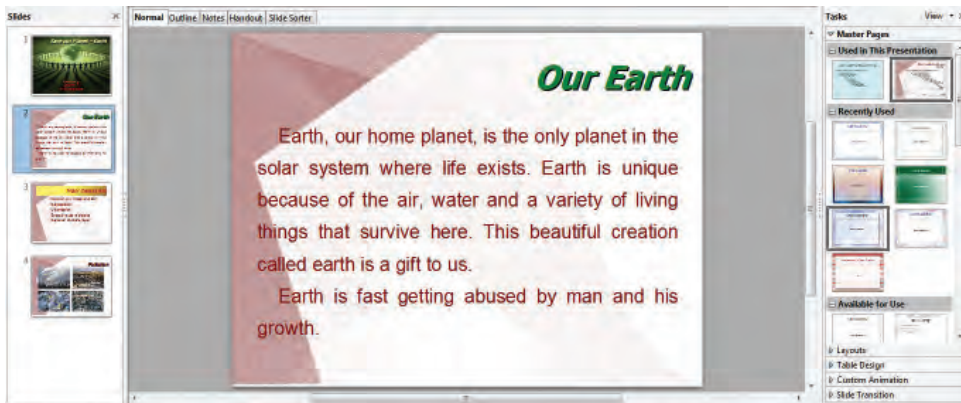 Slides
Normal Outline Notes Handout Slide Sorter
Tasks
View
Master Pages
Used in This Presentation
Recently Used
Available for Use
Layouts
Table Design
Custom Animation
Slide Transition
1
2
Our Earth
3
4
Pollution
Our Earth
Earth, our home planet, is the only planet in the
solar system where life exists. Earth is unique
because of the air, water and a variety of living
things that survive here. This beautiful creation
called earth is a gift to us.
Earth is fast getting abused by man and his
growth.